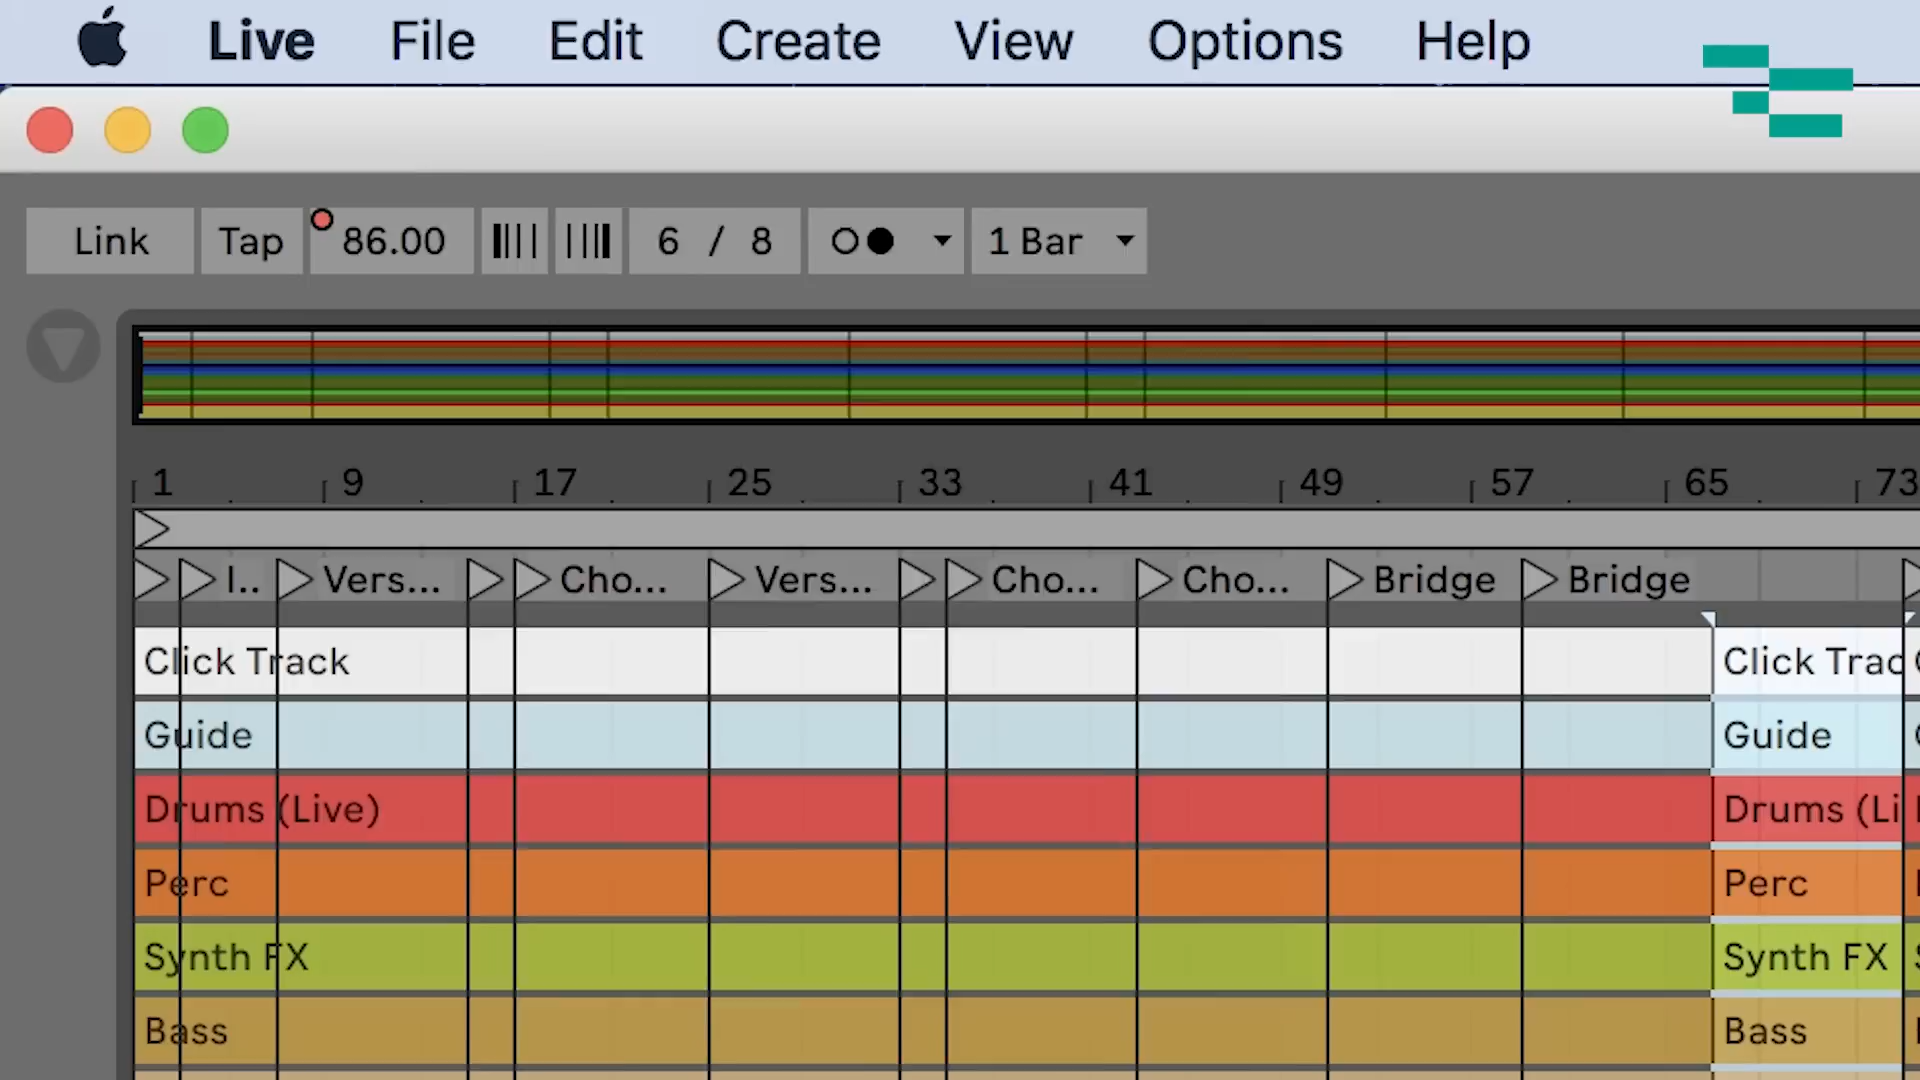 Live File Edit Create View Options Help
Link Tap 86.00 6 / 8 1 Bar
1 9 17 25 33 41 49 57 65 73
I.. Vers... Cho... Vers... Cho... Cho... Bridge Bridge
Click Track Click Trac
Guide Guide
Drums (Live) Drums (Li
Perc Perc
Synth FX Synth FX
Bass Bass